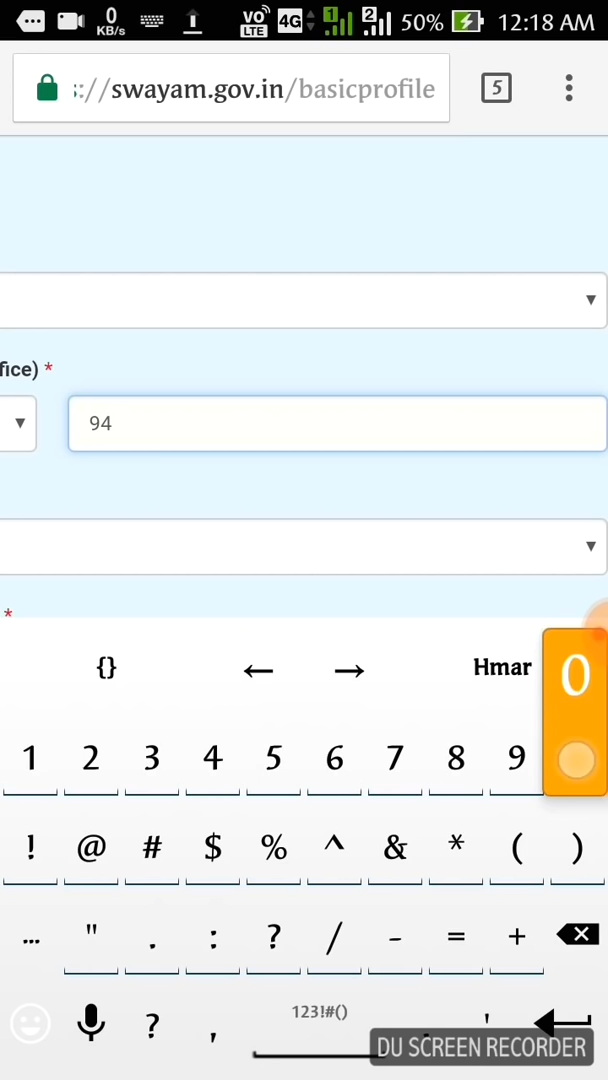 0
KB/s
VO
LTE
4G
1
2
50%
12:18 AM
://swayam.gov.in/basicprofile
5
fice) *
94
*
{} ← → Hmar
0
1 2 3 4 5 6 7 8 9
! @ # $ % ^ & * ( )
... " . : ? / - = +
? , 123!#() . '
DU SCREEN RECORDER